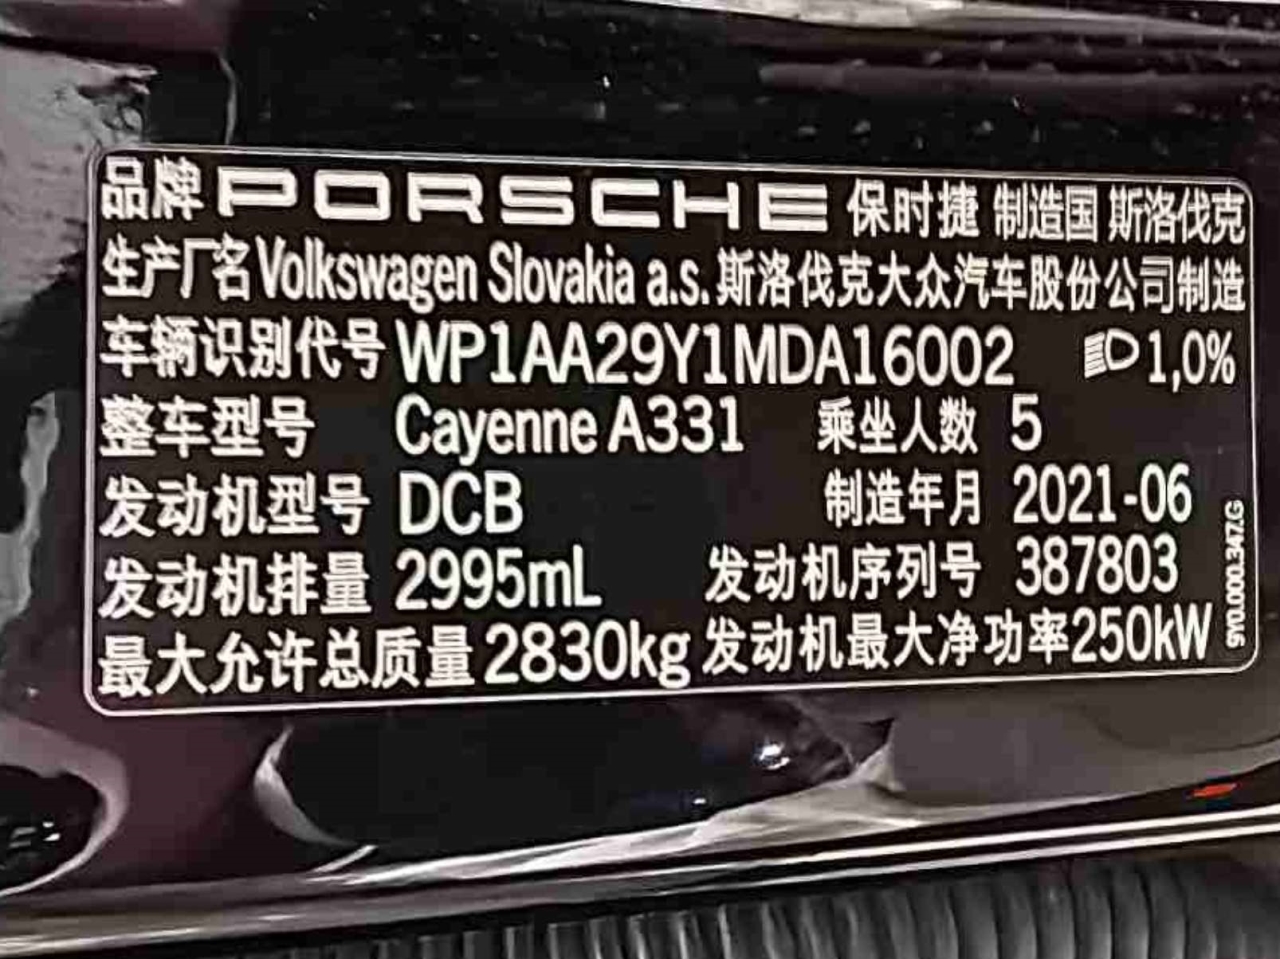 品牌 PORSCHE 保时捷 制造国 斯洛伐克
生产厂名 Volkswagen Slovakia a.s. 斯洛伐克大众汽车股份公司制造
车辆识别代号 WP1AA29Y1MDA16002 1,0%
整车型号 Cayenne A331 乘坐人数 5
发动机型号 DCB 制造年月 2021-06
发动机排量 2995mL 发动机序列号 387803
最大允许总质量 2830kg 发动机最大净功率 250kW
9Y0.000.347.G